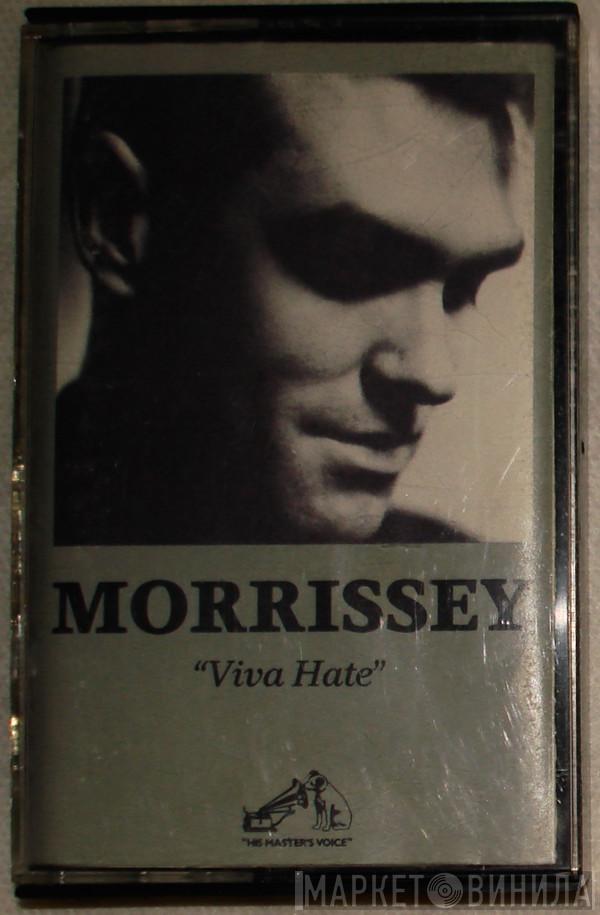 MORRISSEY
“Viva Hate”
"HIS MASTER'S VOICE"
МАРКЕТ ВИНИЛА